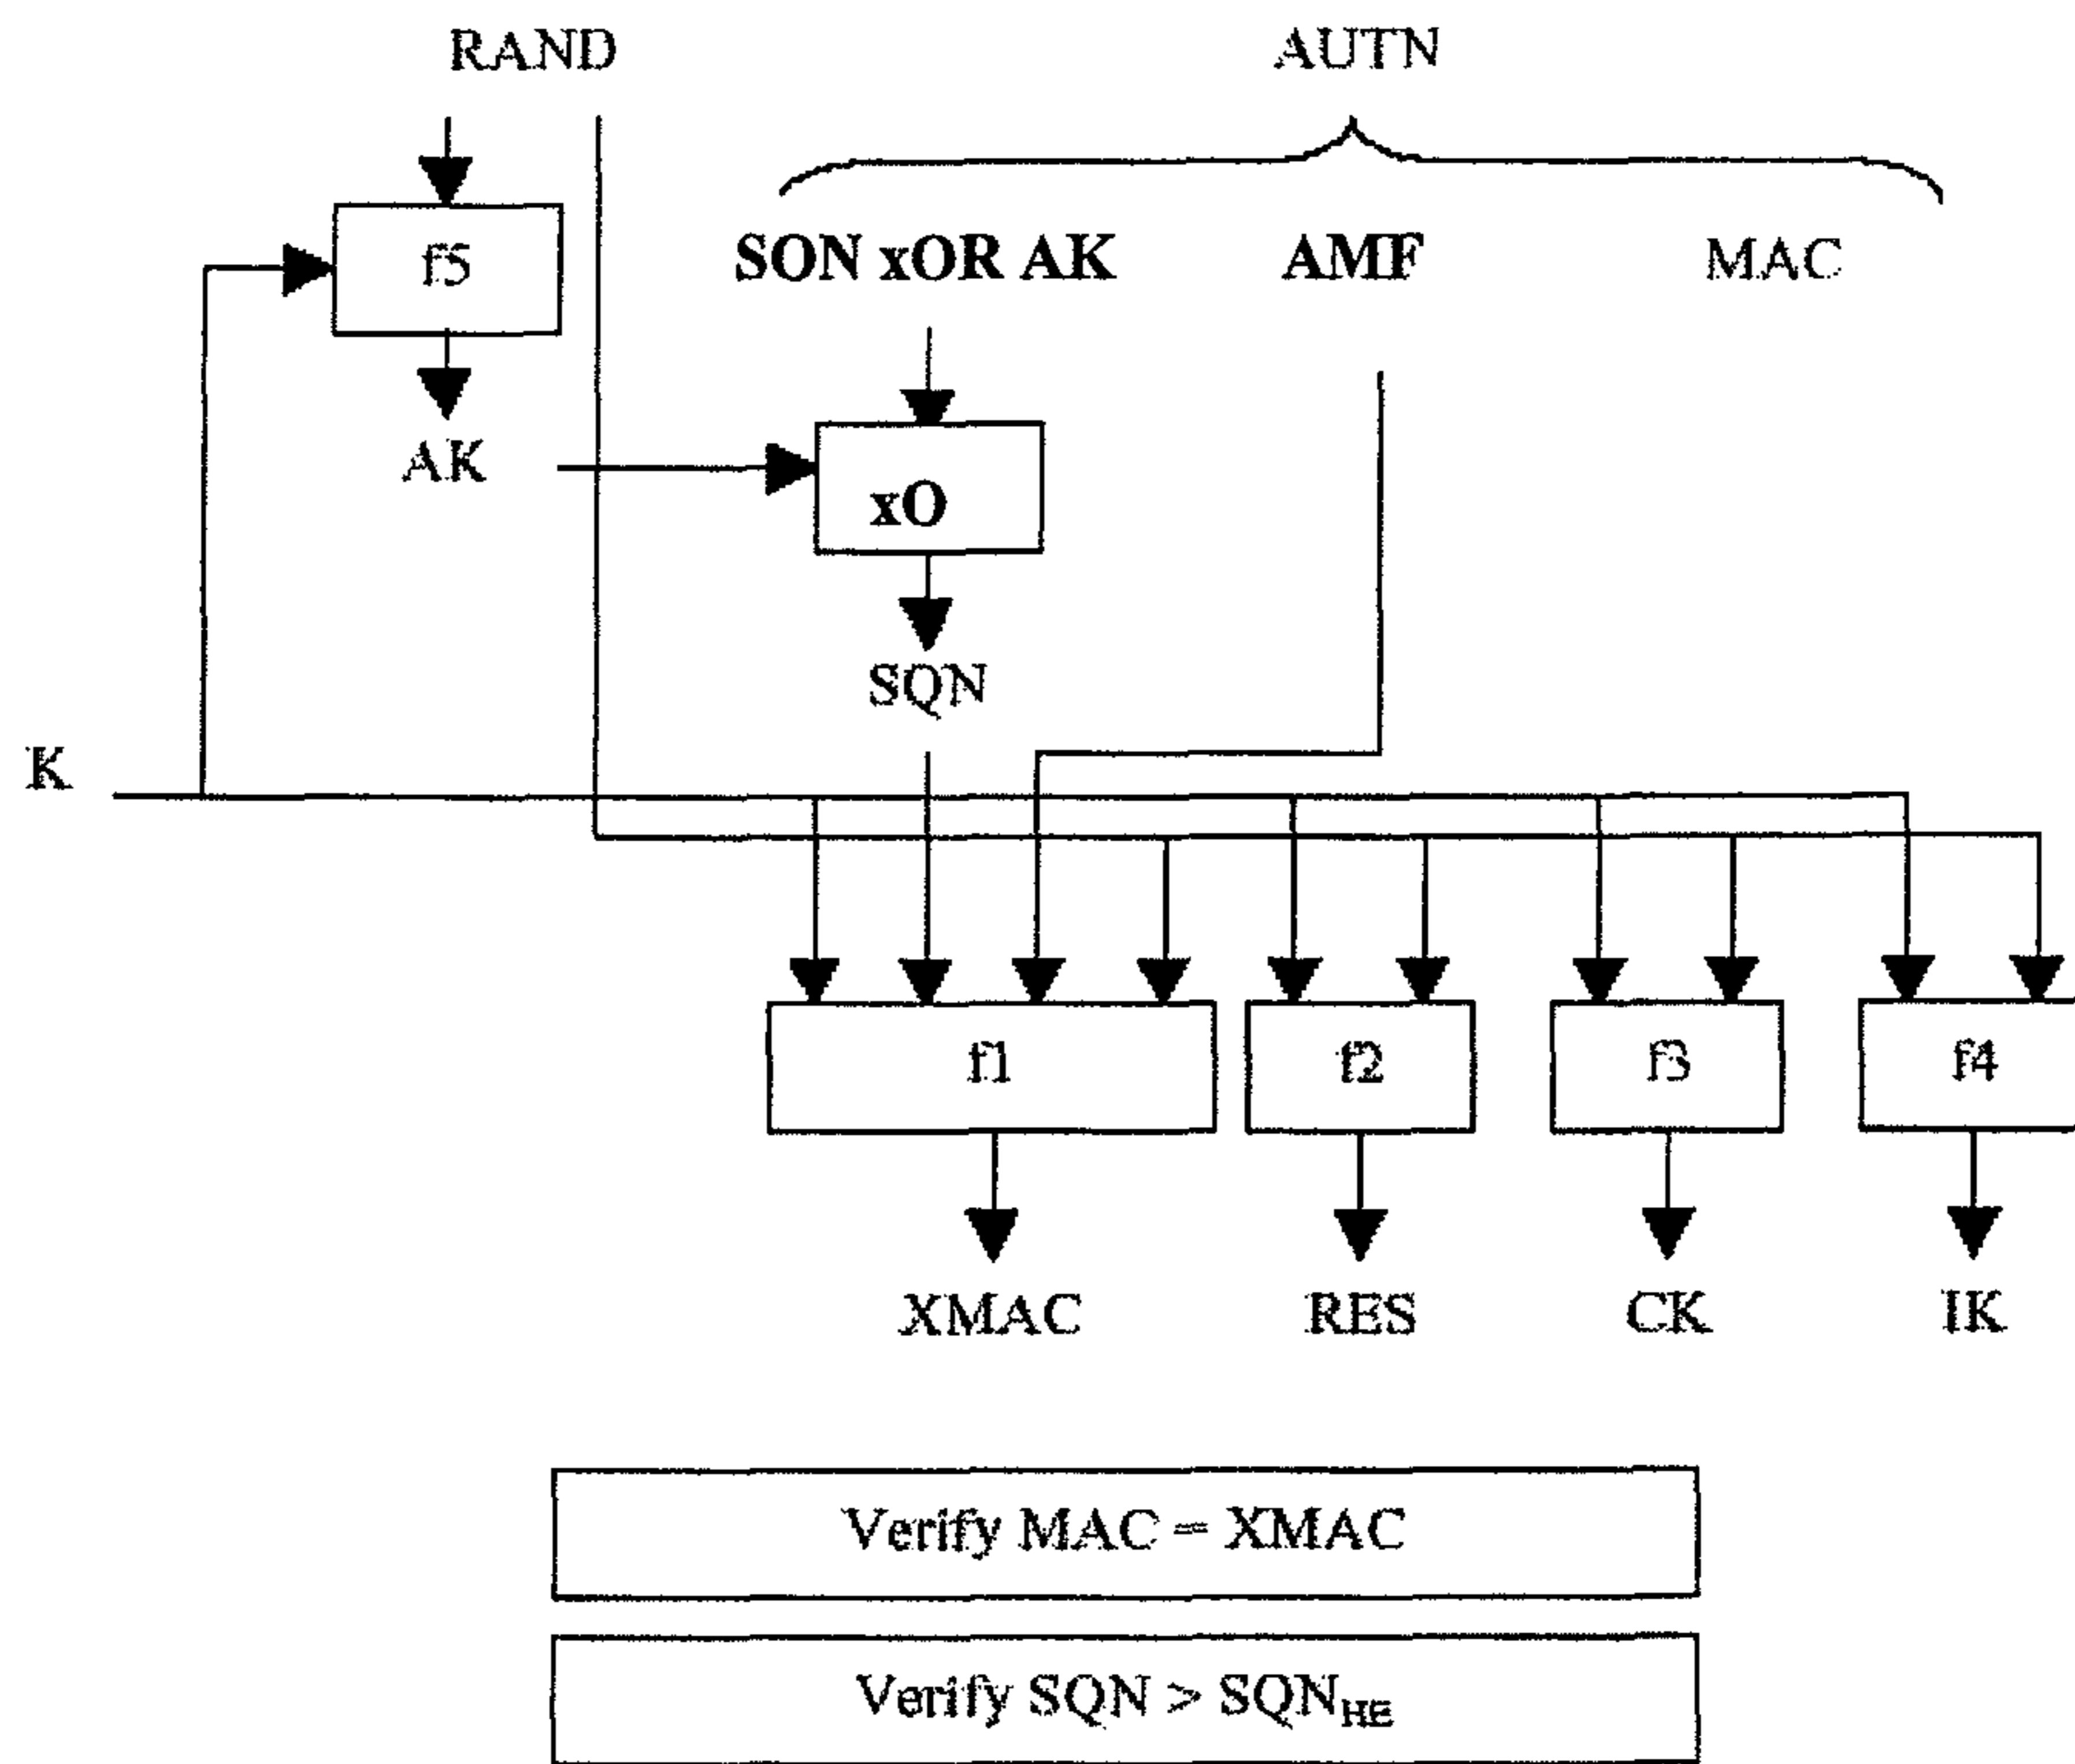 RAND
AUTN
f5
SON xOR AK
AMF
MAC
AK
xO
SQN
K
f1
f2
f3
f4
XMAC
RES
CK
IK
Verify MAC = XMAC
Verify SQN > SQN_HE